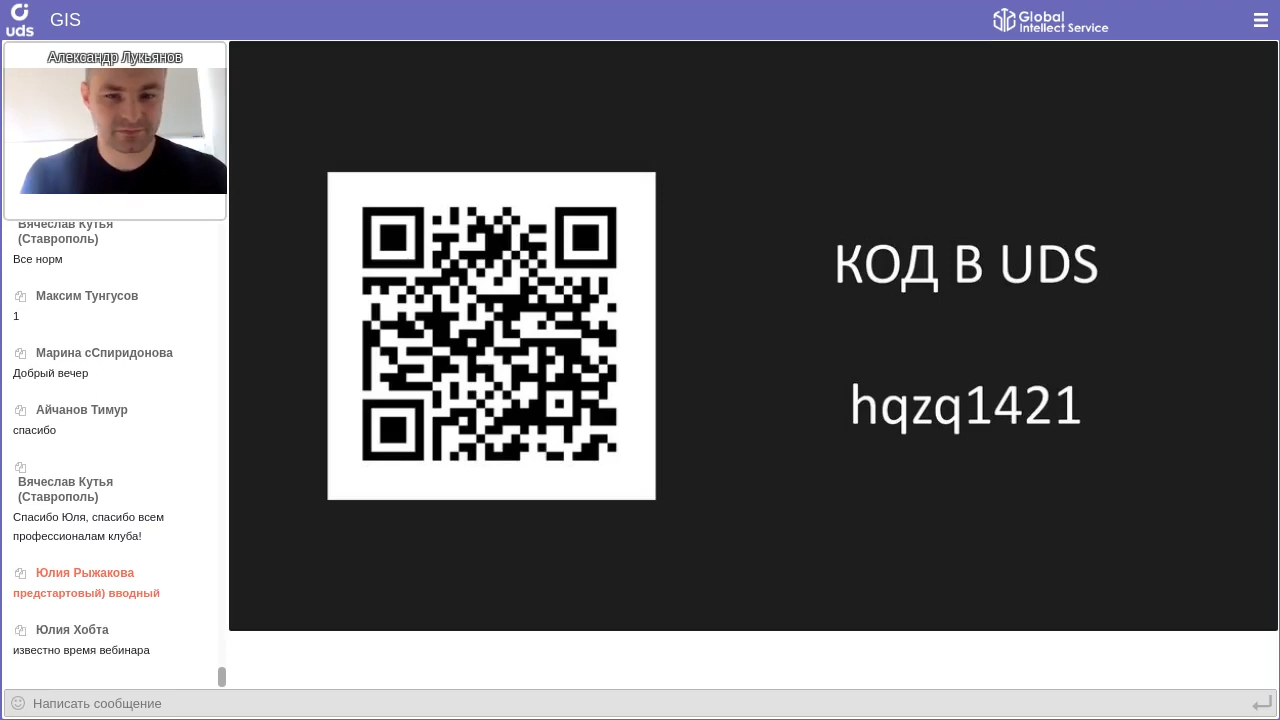 uds
GIS
Global
Intellect Service
Александр Лукьянов
Вячеслав Кутья
(Ставрополь)
Все норм
Максим Тунгусов
1
Марина сСпиридонова
Добрый вечер
Айчанов Тимур
спасибо
Вячеслав Кутья
(Ставрополь)
Спасибо Юля, спасибо всем
профессионалам клуба!
Юлия Рыжакова
предстартовый) вводный
Юлия Хобта
известно время вебинара
КОД В UDS
hqzq1421
Написать сообщение